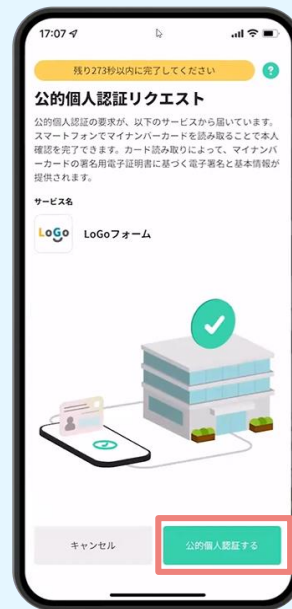 17:07
残り273秒以内に完了してください
?
公的個人認証リクエスト
公的個人認証の要求が、以下のサービスから届いています。
スマートフォンでマイナンバーカードを読み取ることで本人
確認を完了できます。カード読み取りによって、マイナンバ
ーカードの署名用電子証明書に基づく電子署名と基本情報が
提供されます。
サービス名
LoGo
LoGoフォーム
キャンセル
公的個人認証する